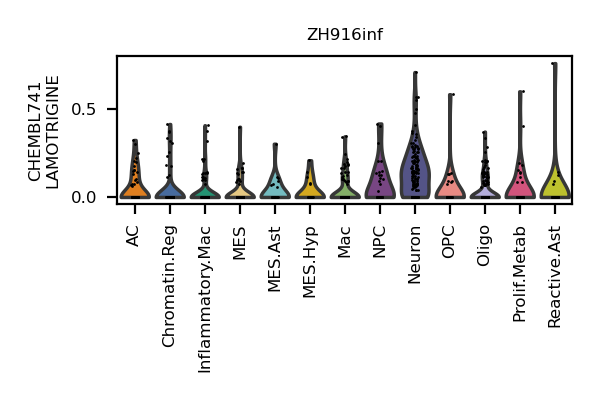 ZH916inf
CHEMBL741
LAMOTRIGINE
0.5
0.0
AC
Chromatin.Reg
Inflammatory.Mac
MES
MES.Ast
MES.Hyp
Mac
NPC
Neuron
OPC
Oligo
Prolif.Metab
Reactive.Ast